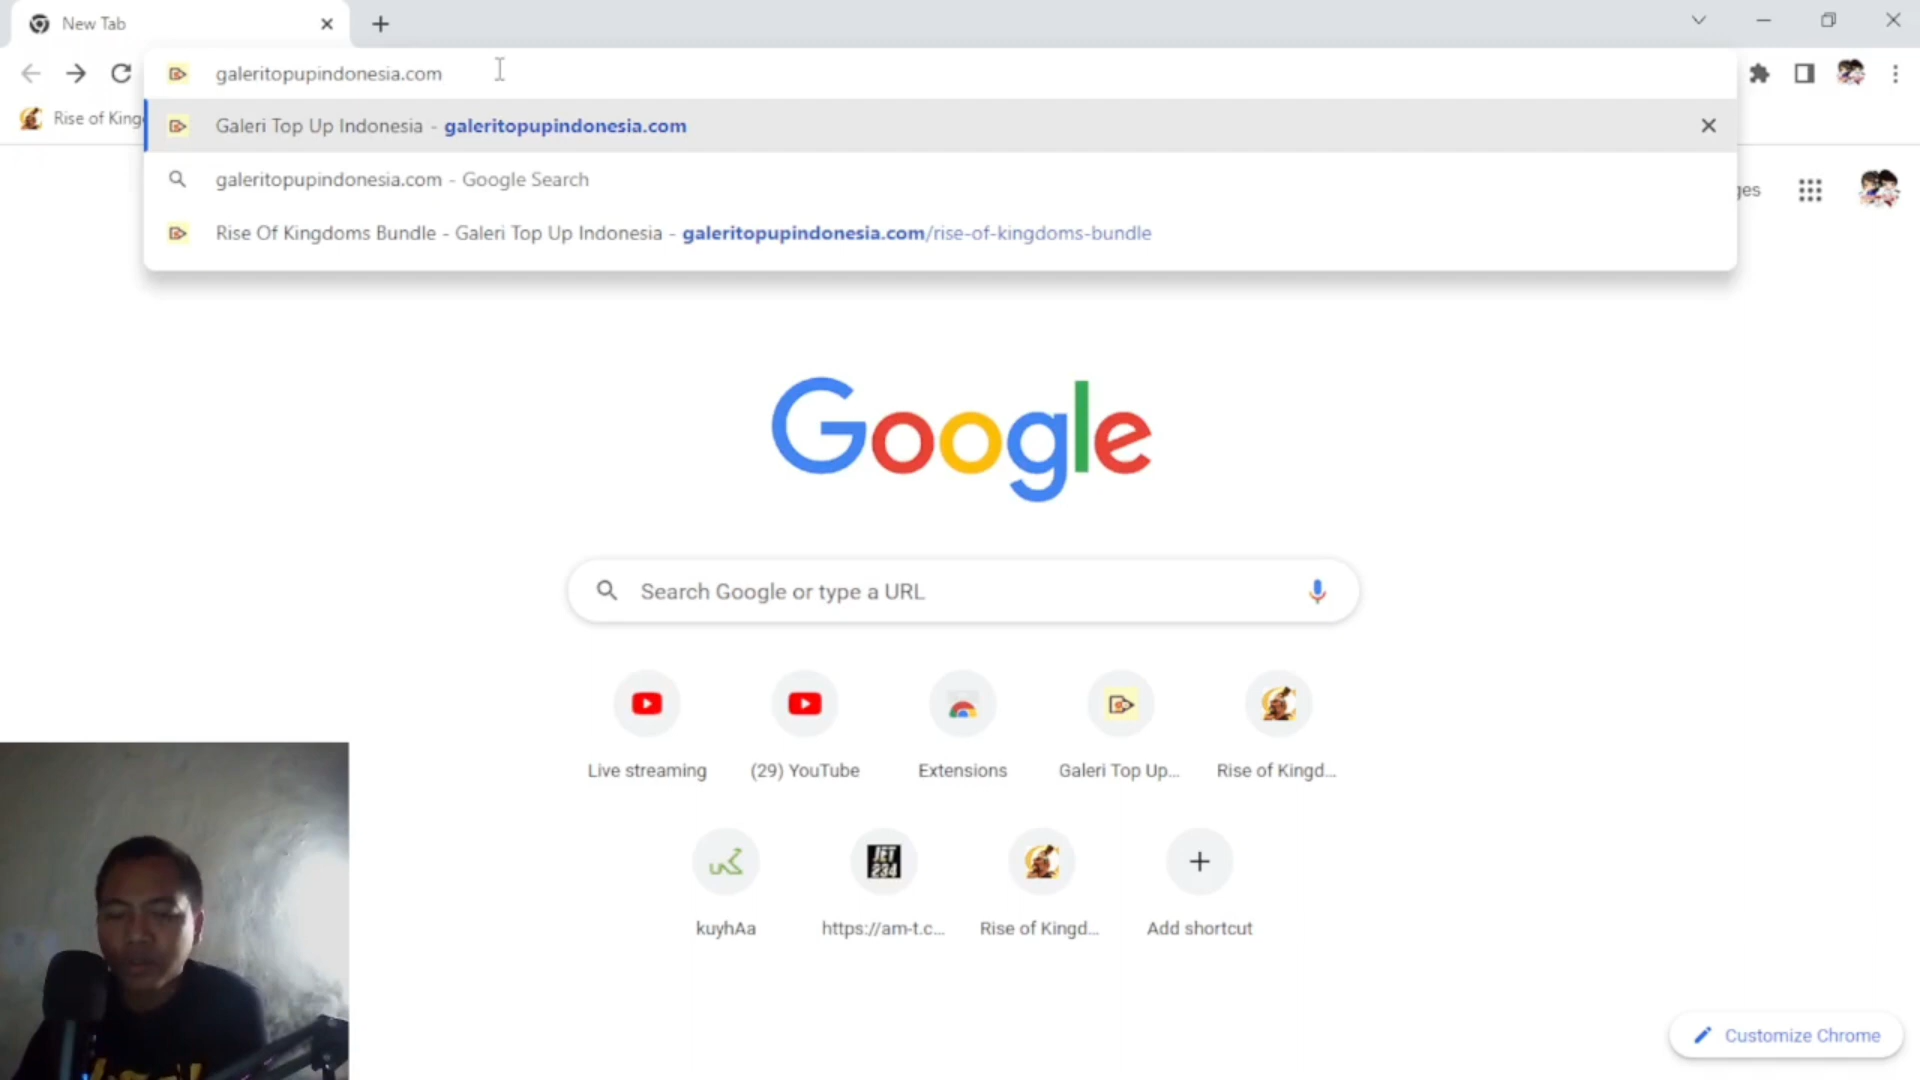 New Tab
galeritopupindonesia.com
Rise of King
Galeri Top Up Indonesia - galeritopupindonesia.com
galeritopupindonesia.com - Google Search
ges
Rise Of Kingdoms Bundle - Galeri Top Up Indonesia - galeritopupindonesia.com/rise-of-kingdoms-bundle
Google
Search Google or type a URL
Live streaming
(29) YouTube
Extensions
Galeri Top Up...
Rise of Kingd...
JET
234
kuyhAa
https://am-t.c...
Rise of Kingd...
Add shortcut
Customize Chrome